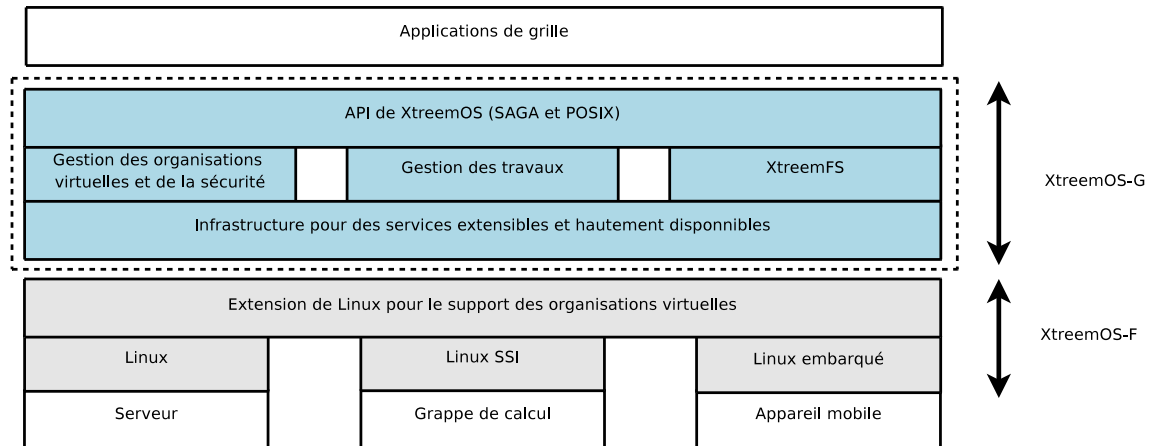 Applications de grille
API de XtreemOS (SAGA et POSIX)
Gestion des organisations
virtuelles et de la sécurité
Gestion des travaux
XtreemFS
XtreemOS-G
Infrastructure pour des services extensibles et hautement disponnibles
Extension de Linux pour le support des organisations virtuelles
XtreemOS-F
Linux
Linux SSI
Linux embarqué
Serveur
Grappe de calcul
Appareil mobile